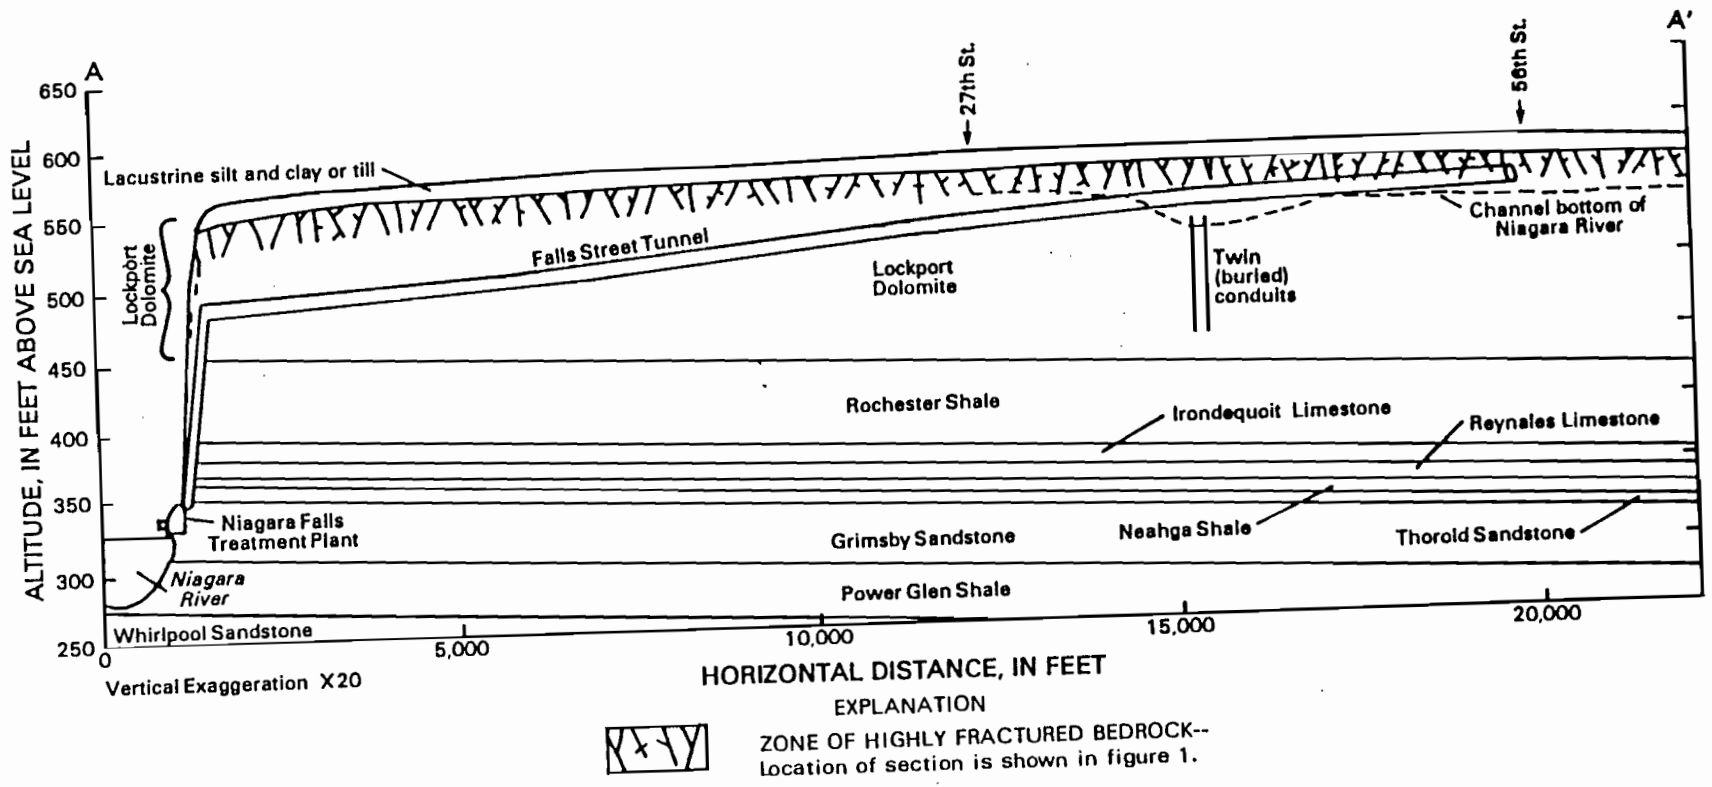 A
A'
27th St.
56th St.
650
600
550
500
450
400
350
300
250
ALTITUDE, IN FEET ABOVE SEA LEVEL
Lacustrine silt and clay or till
Lockport
Dolomite
Falls Street Tunnel
Lockport
Dolomite
Twin
(buried)
conduits
Channel bottom of
Niagara River
Rochester Shale
Irondequoit Limestone
Reynales Limestone
Niagara Falls
Treatment Plant
Grimsby Sandstone
Neahga Shale
Thorold Sandstone
Niagara
River
Power Glen Shale
Whirlpool Sandstone
0
5,000
10,000
15,000
20,000
Vertical Exaggeration X20
HORIZONTAL DISTANCE, IN FEET
EXPLANATION
ZONE OF HIGHLY FRACTURED BEDROCK--
Location of section is shown in figure 1.